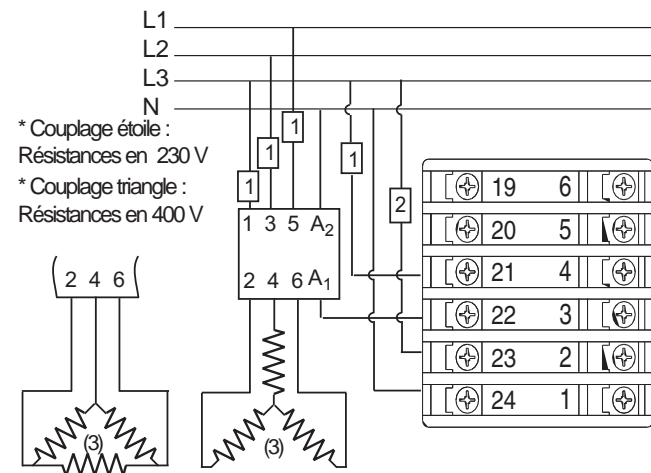 L1
L2
L3
N
* Couplage étoile :
Résistances en 230 V
* Couplage triangle :
Résistances en 400 V
1
1
1
1
2
1 3 5 A2
2 4 6 A1
2 4 6
(3)
(3)
19 6
20 5
21 4
22 3
23 2
24 1